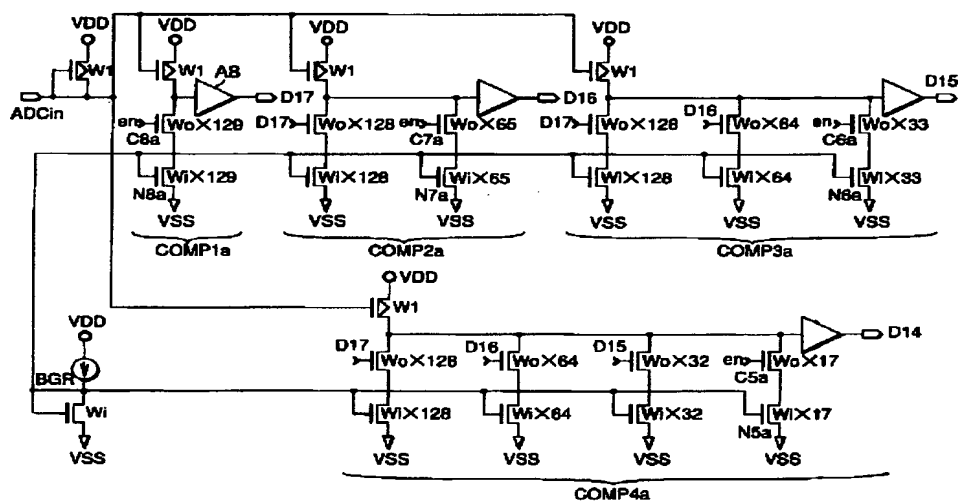 VDD VDD VDD VDD
W1 W1 AB W1 W1
ADCin D17 D16 D15
en C8a Wo×129 D17 Wo×128 en C7a Wo×65 D17 Wo×128 D16 Wo×64 en C6a Wo×33
N8a Wi×129 Wi×128 N7a Wi×65 Wi×128 Wi×64 N6a Wi×33
VSS VSS VSS VSS VSS VSS
COMP1a COMP2a COMP3a
VDD
W1
VDD D14
D17 Wo×128 D16 Wo×64 D15 Wo×32 en C5a Wo×17
BGR
Wi Wi×128 Wi×64 Wi×32 N5a Wi×17
VSS VSS VSS VSS VSS
COMP4a